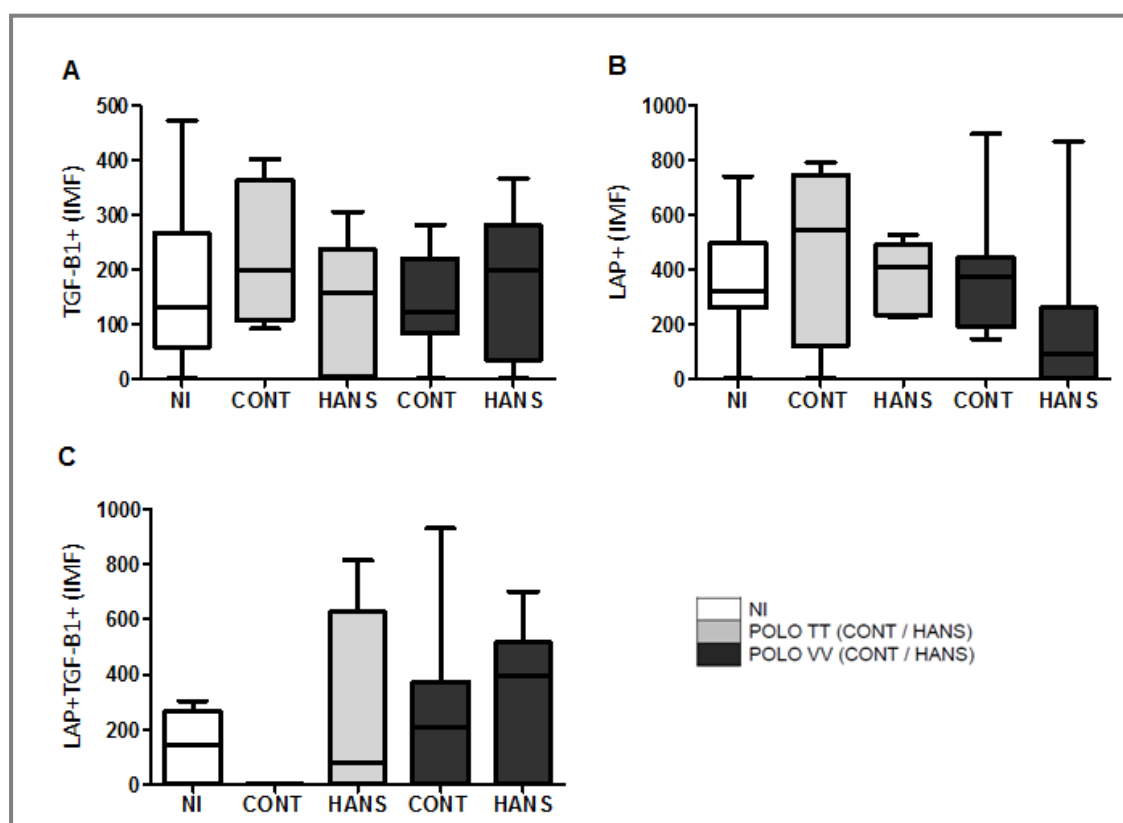 A
TGF-B1+ (IMF)
500
400
300
200
100
0
NI CONT HANS CONT HANS
B
LAP+ (IMF)
1000
800
600
400
200
0
NI CONT HANS CONT HANS
C
LAP+TGF-B1+ (IMF)
1000
800
600
400
200
0
NI CONT HANS CONT HANS
NI
POLO TT (CONT / HANS)
POLO VV (CONT / HANS)